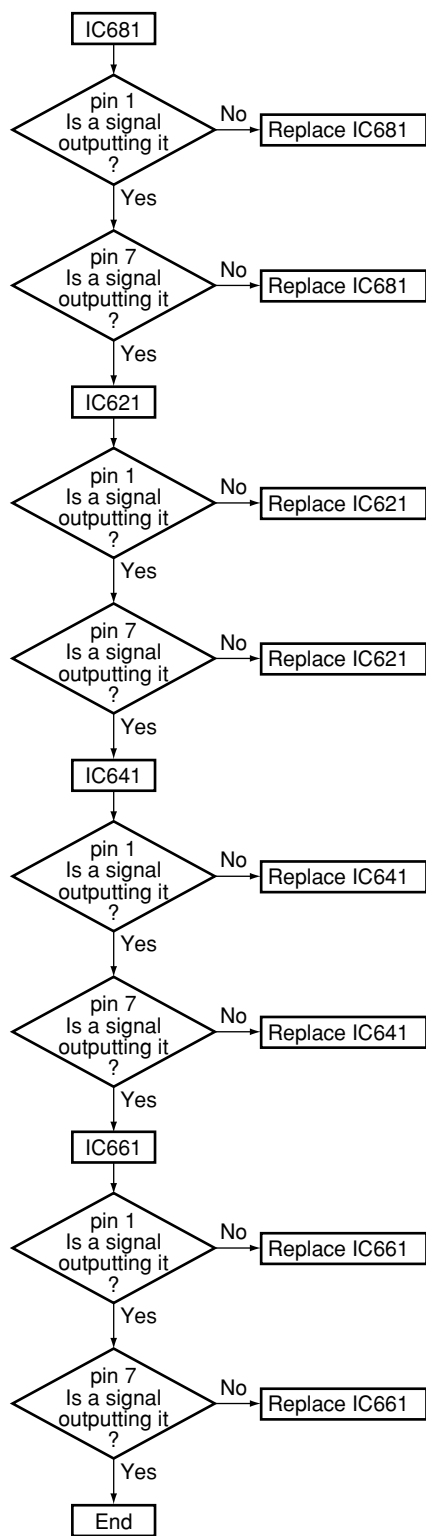 IC681
pin 1
Is a signal
outputting it
?
No
Replace IC681
Yes
pin 7
Is a signal
outputting it
?
No
Replace IC681
Yes
IC621
pin 1
Is a signal
outputting it
?
No
Replace IC621
Yes
pin 7
Is a signal
outputting it
?
No
Replace IC621
Yes
IC641
pin 1
Is a signal
outputting it
?
No
Replace IC641
Yes
pin 7
Is a signal
outputting it
?
No
Replace IC641
Yes
IC661
pin 1
Is a signal
outputting it
?
No
Replace IC661
Yes
pin 7
Is a signal
outputting it
?
No
Replace IC661
Yes
End